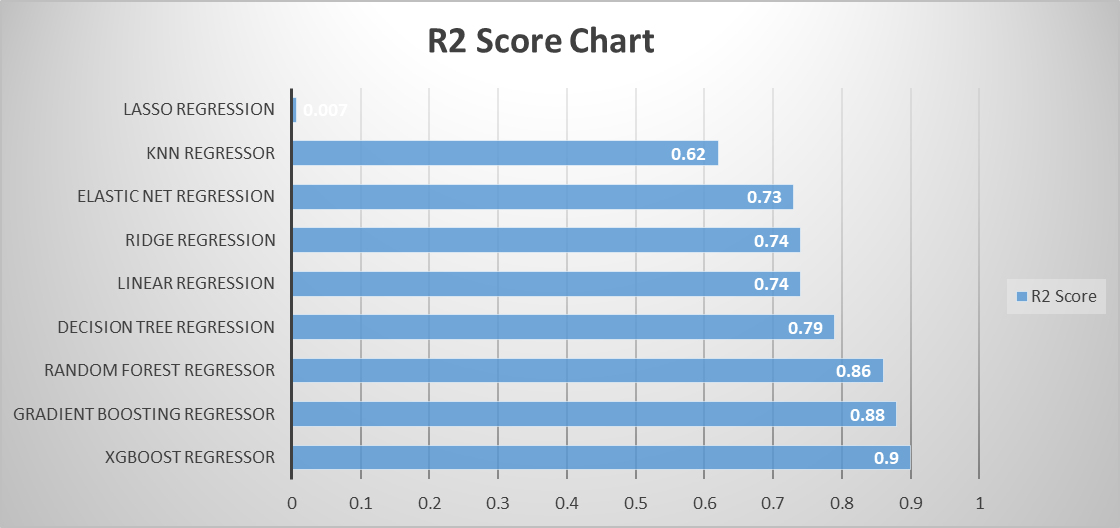 R2 Score Chart
LASSO REGRESSION 0.007
KNN REGRESSOR 0.62
ELASTIC NET REGRESSION 0.73
RIDGE REGRESSION 0.74
LINEAR REGRESSION 0.74
DECISION TREE REGRESSION 0.79
RANDOM FOREST REGRESSOR 0.86
GRADIENT BOOSTING REGRESSOR 0.88
XGBOOST REGRESSOR 0.9
0 0.1 0.2 0.3 0.4 0.5 0.6 0.7 0.8 0.9 1
R2 Score